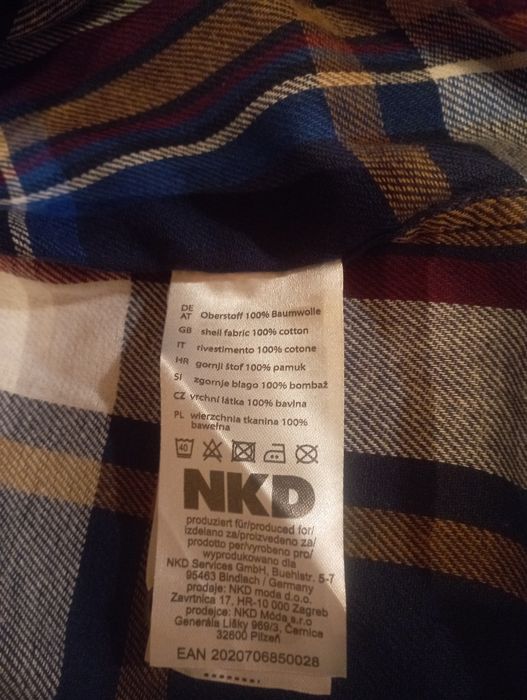 DE
AT Oberstoff 100% Baumwolle
GB shell fabric 100% cotton
IT rivestimento 100% cotone
HR gornji štof 100% pamuk
SI zgornje blago 100% bombaž
CZ vrchní látka 100% bavlna
PL wierzchnia tkanina 100%
bawełna
40
NKD
produziert für/produced for/
izdelano za/proizvedeno za/
prodotto per/vyrobeno pro/
wyprodukowano dla
NKD Services GmbH, Buehlstr. 5-7
95463 Bindlach / Germany
prodaje: NKD moda d.o.o.
Zavrtnica 17, HR-10 000 Zagreb
prodejce: NKD Móda s.r.o
Generála Lišky 969/3, Černice
32600 Plzeň
EAN 2020706850028